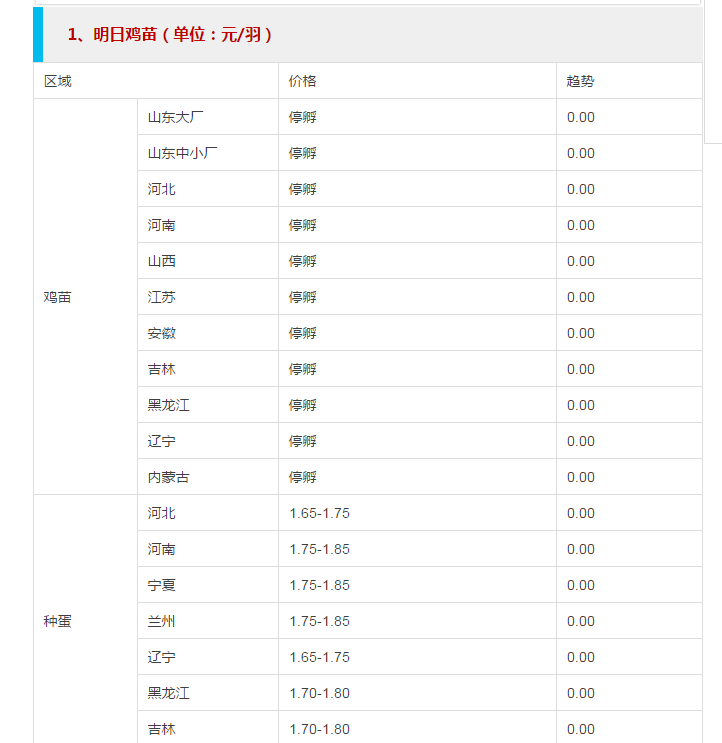 1、明日鸡苗（单位：元/羽）
区域 价格 趋势
山东大厂 停孵 0.00
山东中小厂 停孵 0.00
河北 停孵 0.00
河南 停孵 0.00
山西 停孵 0.00
鸡苗 江苏 停孵 0.00
安徽 停孵 0.00
吉林 停孵 0.00
黑龙江 停孵 0.00
辽宁 停孵 0.00
内蒙古 停孵 0.00
河北 1.65-1.75 0.00
河南 1.75-1.85 0.00
宁夏 1.75-1.85 0.00
种蛋 兰州 1.75-1.85 0.00
辽宁 1.65-1.75 0.00
黑龙江 1.70-1.80 0.00
吉林 1.70-1.80 0.00